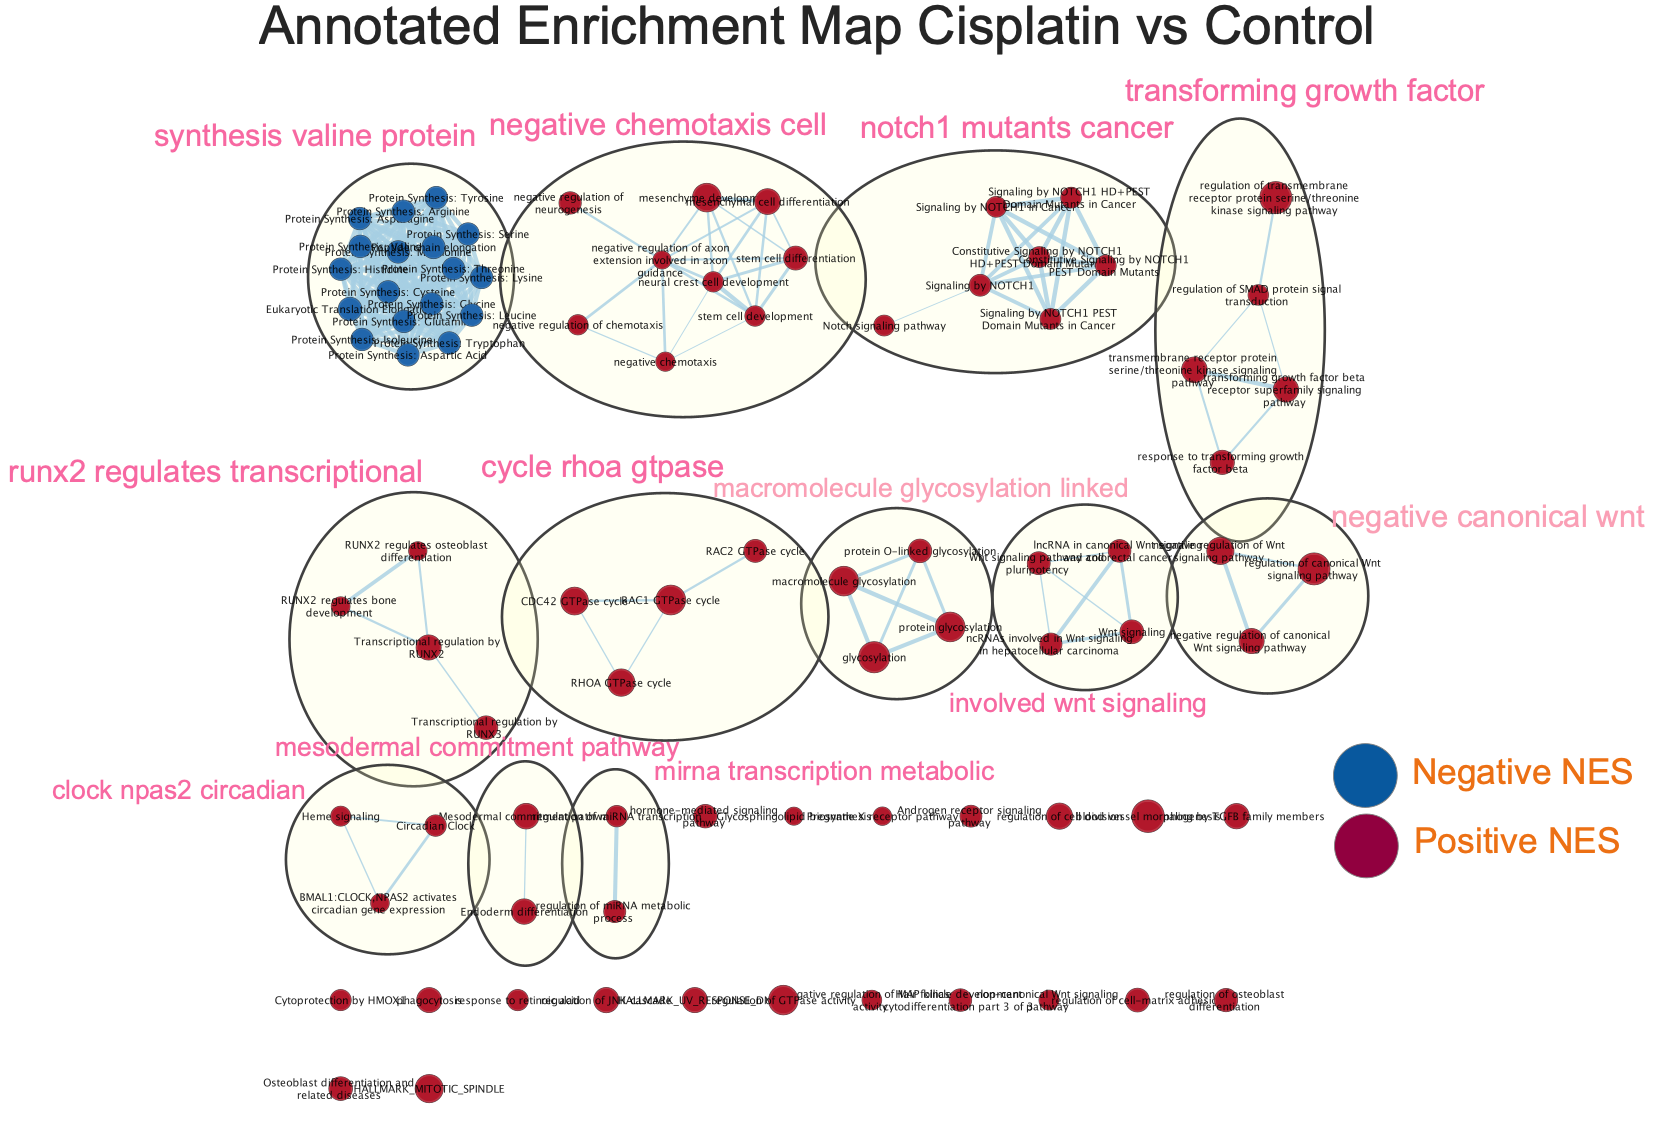 Annotated Enrichment Map Cisplatin vs Control
transforming growth factor
synthesis valine protein
negative chemotaxis cell
notch1 mutants cancer
Protein Synthesis: Tyrosine
Protein Synthesis: Arginine
Protein Synthesis:
Protein Synthesis: Serine
Protein Synthesis: Valine
Peptide chain elongation
Protein Synthesis:
Protein Synthesis: Histidine
Protein Synthesis: Threonine
Protein Synthesis: Lysine
Protein Synthesis: Cysteine
Protein Synthesis: Glycine
Eukaryotic Translation Elongation
Protein Synthesis: Leucine
Protein Synthesis:
Protein Synthesis: Isoleucine
Protein Synthesis: Tryptophan
Protein Synthesis: Aspartic Acid
negative regulation of
neurogenesis
mesenchyme development
mesenchymal cell differentiation
negative regulation of axon
extension involved in axon
guidance
stem cell differentiation
neural crest cell development
stem cell development
negative regulation of chemotaxis
negative chemotaxis
Signaling by NOTCH1 HD+PEST
Domain Mutants in Cancer
Signaling by NOTCH1 in Cancer
Constitutive Signaling by NOTCH1
HD+PEST Domain Mutants
Constitutive Signaling by NOTCH1
PEST Domain Mutants
Signaling by NOTCH1
Signaling by NOTCH1 PEST
Domain Mutants in Cancer
Notch signaling pathway
regulation of transmembrane
receptor protein serine/threonine
kinase signaling pathway
regulation of SMAD protein signal
transduction
transmembrane receptor protein
serine/threonine kinase signaling
pathway
transforming growth factor beta
receptor superfamily signaling
pathway
response to transforming growth
factor beta
runx2 regulates transcriptional
cycle rhoa gtpase
macromolecule glycosylation linked
negative canonical wnt
RUNX2 regulates osteoblast
differentiation
RUNX2 regulates bone
development
Transcriptional regulation by
RUNX2
Transcriptional regulation by
RUNX3
RAC2 GTPase cycle
CDC42 GTPase cycle
RAC1 GTPase cycle
RHOA GTPase cycle
protein O-linked glycosylation
macromolecule glycosylation
protein glycosylation
glycosylation
lncRNA in canonical Wnt signaling
and colorectal cancer
Wnt signaling pathway and
pluripotency
ncRNAs involved in Wnt signaling
in hepatocellular carcinoma
Wnt signaling
negative regulation of Wnt
signaling pathway
regulation of canonical Wnt
signaling pathway
negative regulation of canonical
Wnt signaling pathway
involved wnt signaling
mesodermal commitment pathway
mirna transcription metabolic
clock npas2 circadian
Negative NES
Positive NES
Heme signaling
Circadian Clock
BMAL1:CLOCK,NPAS2 activates
circadian gene expression
Mesodermal commitment pathway
Endoderm differentiation
regulation of miRNA transcription
regulation of miRNA metabolic
process
hormone-mediated signaling
pathway
Glycosphingolipid
Pregnane X receptor pathway
Androgen receptor signaling
pathway
regulation of cell division
blood vessel morphogenesis
by TGFB family members
Cytoprotection by HMOX1
phagocytosis
response to retinoic acid
regulation of JNK cascade
HALLMARK_UV_RESPONSE_DN
regulation of GTPase activity
negative regulation of MAP kinase
activity
Hair follicle development
cytodifferentiation part 3 of 3
non-canonical Wnt signaling
pathway
regulation of cell-matrix adhesion
regulation of osteoblast
differentiation
Osteoblast differentiation and
related diseases
HALLMARK_MITOTIC_SPINDLE